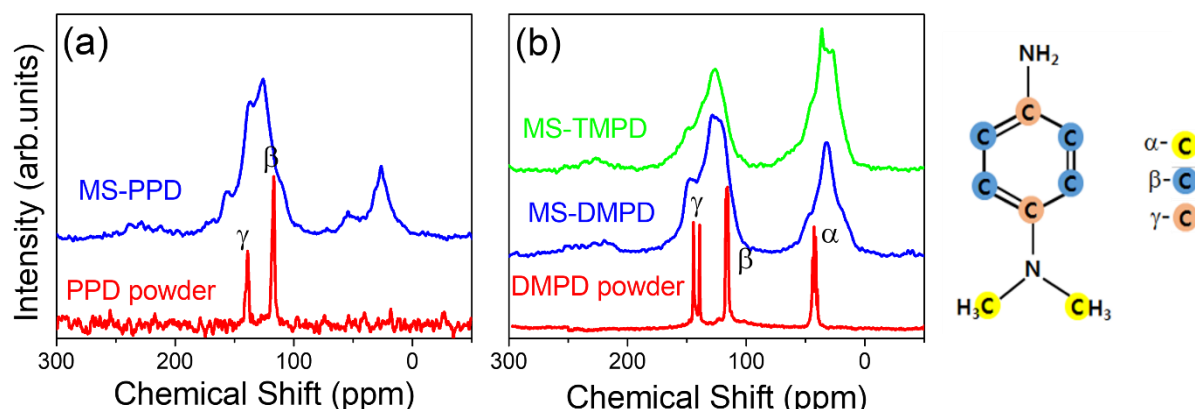 (a)
Intensity (arb.units)
MS-PPD
β
γ
PPD powder
300 200 100 0
Chemical Shift (ppm)
(b)
MS-TMPD
MS-DMPD
γ
β
α
DMPD powder
300 200 100 0
Chemical Shift (ppm)
NH₂
C
C C
C C
C
N
H₃C CH₃
α- C
β- C
γ- C